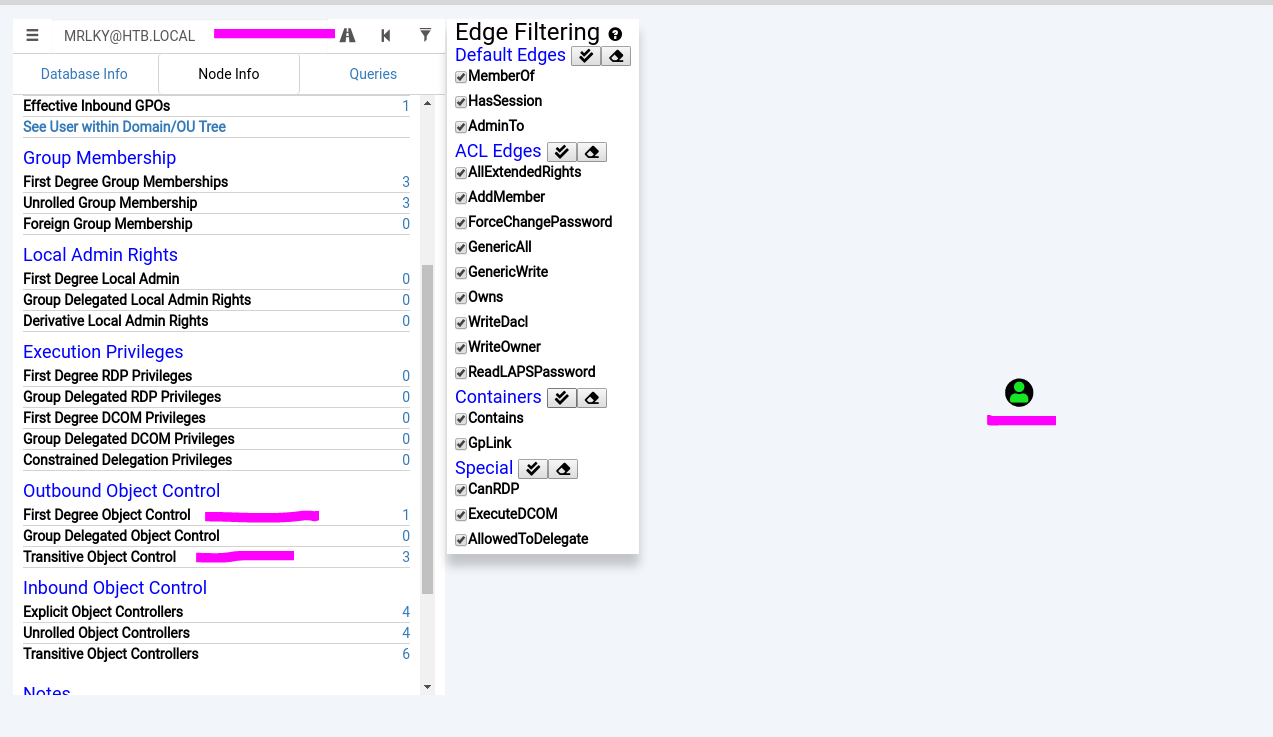 MRLKY@HTB.LOCAL
Database Info
Node Info
Queries
Effective Inbound GPOs 1
See User within Domain/OU Tree
Group Membership
First Degree Group Memberships 3
Unrolled Group Membership 3
Foreign Group Membership 0
Local Admin Rights
First Degree Local Admin 0
Group Delegated Local Admin Rights 0
Derivative Local Admin Rights 0
Execution Privileges
First Degree RDP Privileges 0
Group Delegated RDP Privileges 0
First Degree DCOM Privileges 0
Group Delegated DCOM Privileges 0
Constrained Delegation Privileges 0
Outbound Object Control
First Degree Object Control 1
Group Delegated Object Control 0
Transitive Object Control 3
Inbound Object Control
Explicit Object Controllers 4
Unrolled Object Controllers 4
Transitive Object Controllers 6
Notes
Edge Filtering
Default Edges
MemberOf
HasSession
AdminTo
ACL Edges
AllExtendedRights
AddMember
ForceChangePassword
GenericAll
GenericWrite
Owns
WriteDacl
WriteOwner
ReadLAPSPassword
Containers
Contains
GpLink
Special
CanRDP
ExecuteDCOM
AllowedToDelegate